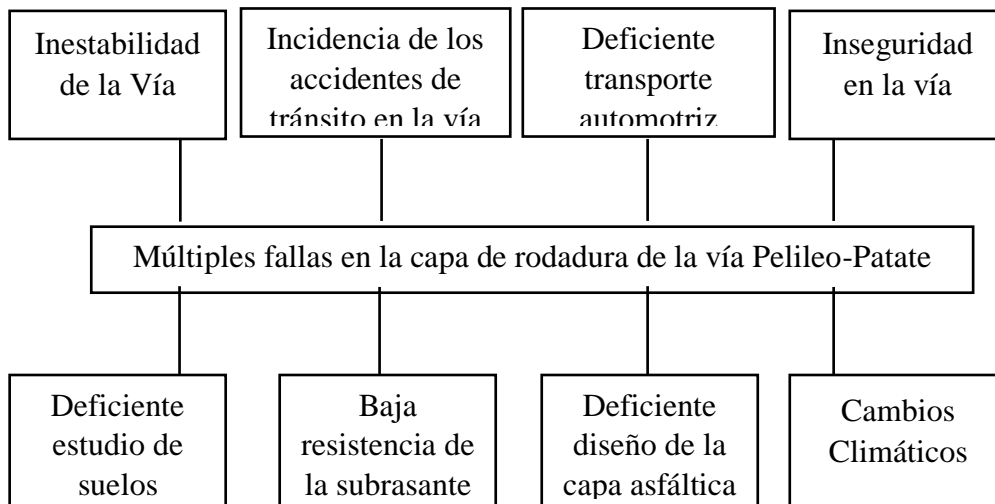 Inestabilidad
de la Vía
Incidencia de los
accidentes de
tránsito en la vía
Deficiente
transporte
automotriz
Inseguridad
en la vía
Múltiples fallas en la capa de rodadura de la vía Pelileo-Patate
Deficiente
estudio de
suelos
Baja
resistencia de
la subrasante
Deficiente
diseño de la
capa asfáltica
Cambios
Climáticos